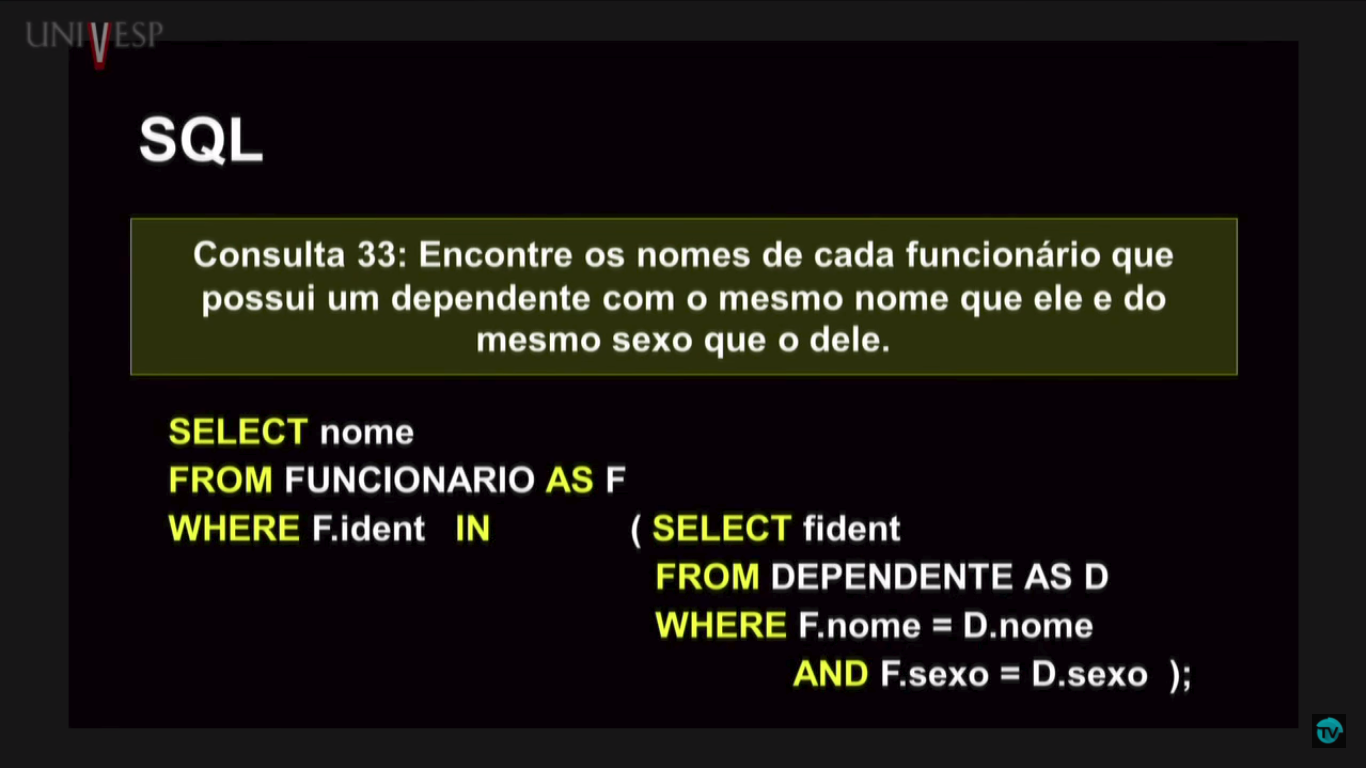 UNIVESP
SQL
Consulta 33: Encontre os nomes de cada funcionário que
possui um dependente com o mesmo nome que ele e do
mesmo sexo que o dele.
SELECT nome
FROM FUNCIONARIO AS F
WHERE F.ident IN ( SELECT fident
FROM DEPENDENTE AS D
WHERE F.nome = D.nome
AND F.sexo = D.sexo );
TV